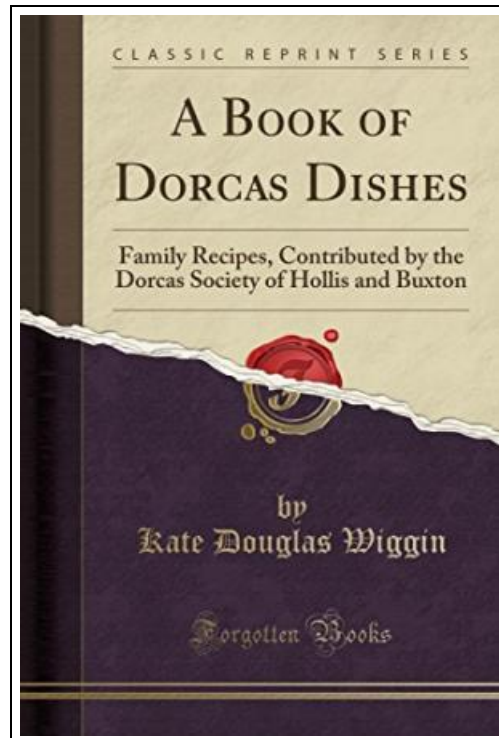 CLASSIC REPRINT SERIES
A BOOK OF
DORCAS DISHES
Family Recipes, Contributed by the
Dorcas Society of Hollis and Buxton
by
Kate Douglas Wiggin
Forgotten Books